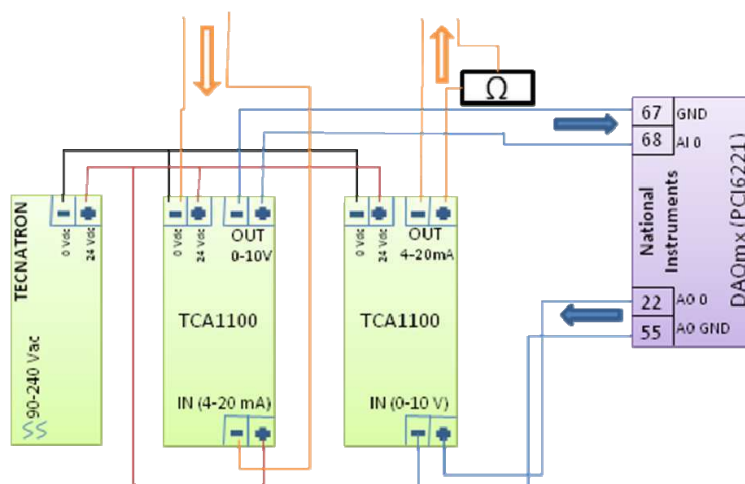 Ω
67 GND
68 AI 0
National Instruments
DAQmx (PCI6221)
22 AO 0
55 AO GND
TECNATRON
90-240 Vac
0 Vdc
24 Vdc
0 Vdc
24 Vdc
OUT
0-10V
TCA1100
IN (4-20 mA)
0 Vdc
24 Vdc
OUT
4-20mA
TCA1100
IN (0-10 V)